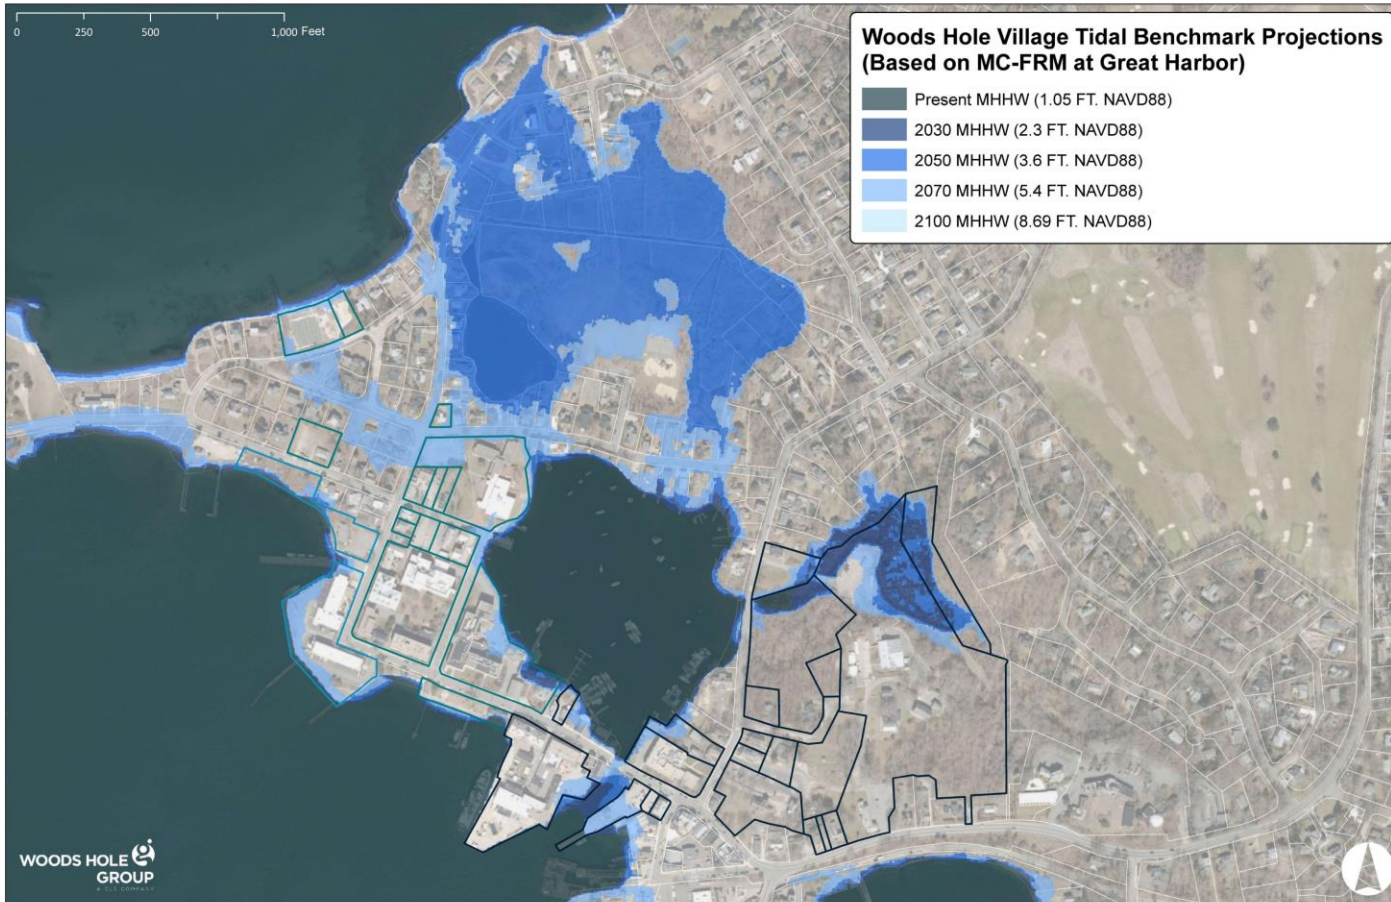 0 250 500 1,000 Feet
Woods Hole Village Tidal Benchmark Projections
(Based on MC-FRM at Great Harbor)
Present MHHW (1.05 FT. NAVD88)
2030 MHHW (2.3 FT. NAVD88)
2050 MHHW (3.6 FT. NAVD88)
2070 MHHW (5.4 FT. NAVD88)
2100 MHHW (8.69 FT. NAVD88)
WOODS HOLE
GROUP
A CLS COMPANY